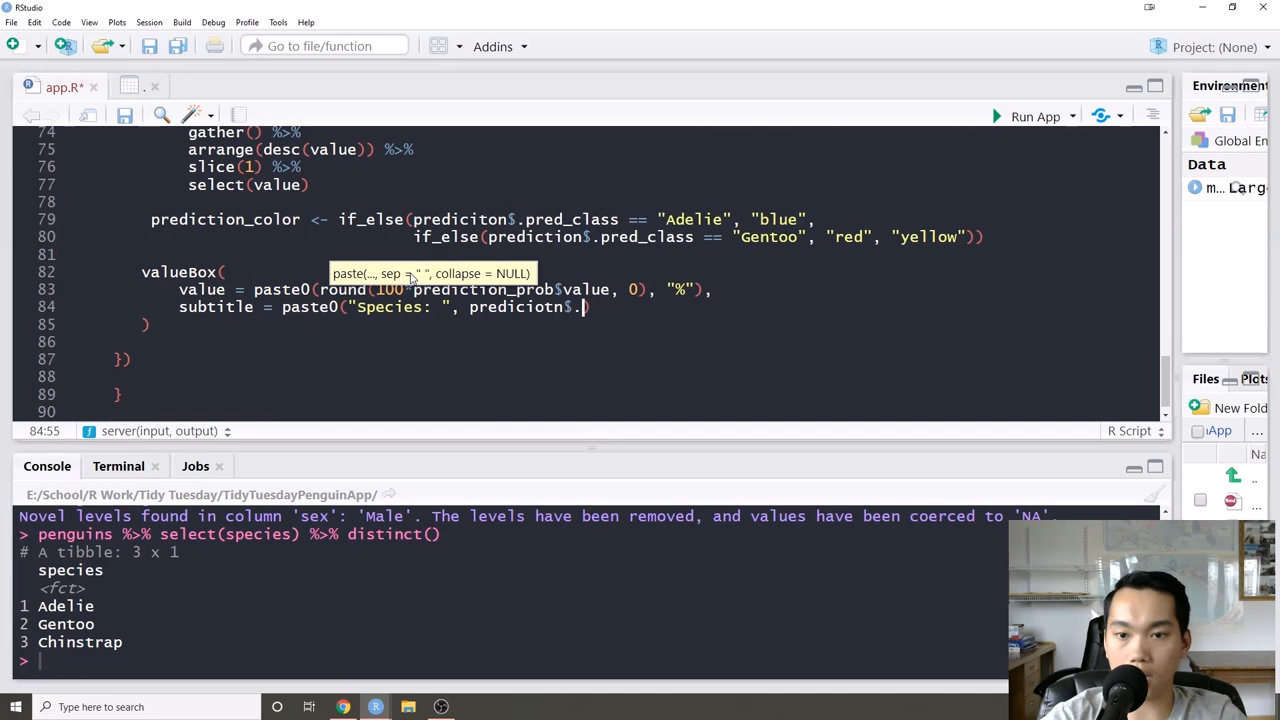 RStudio
File Edit Code View Plots Session Build Debug Profile Tools Help
Go to file/function
Addins
Project: (None)
app.R*
.
Run App
74 gather() %>%
75 arrange(desc(value)) %>%
76 slice(1) %>%
77 select(value)
78
79 prediction_color <- if_else(prediciton$.pred_class == "Adelie", "blue",
80 if_else(prediction$.pred_class == "Gentoo", "red", "yellow"))
81
paste(..., sep = " ", collapse = NULL)
82 valueBox(
83 value = paste0(round(100*prediction_prob$value, 0), "%"),
84 subtitle = paste0("Species: ", prediciotn$.)
85 )
86
87 })
88
89 }
90
84:55 server(input, output) R Script
Console Terminal Jobs
E:/School/R Work/Tidy Tuesday/TidyTuesdayPenguinApp/
Novel levels found in column 'sex': 'Male'. The levels have been removed, and values have been coerced to 'NA'.
> penguins %>% select(species) %>% distinct()
# A tibble: 3 x 1
species
<fct>
1 Adelie
2 Gentoo
3 Chinstrap
>
Environment
Global En
Data
m... Large
Files Plots
New Fold
App ...
Na
..
...
Type here to search